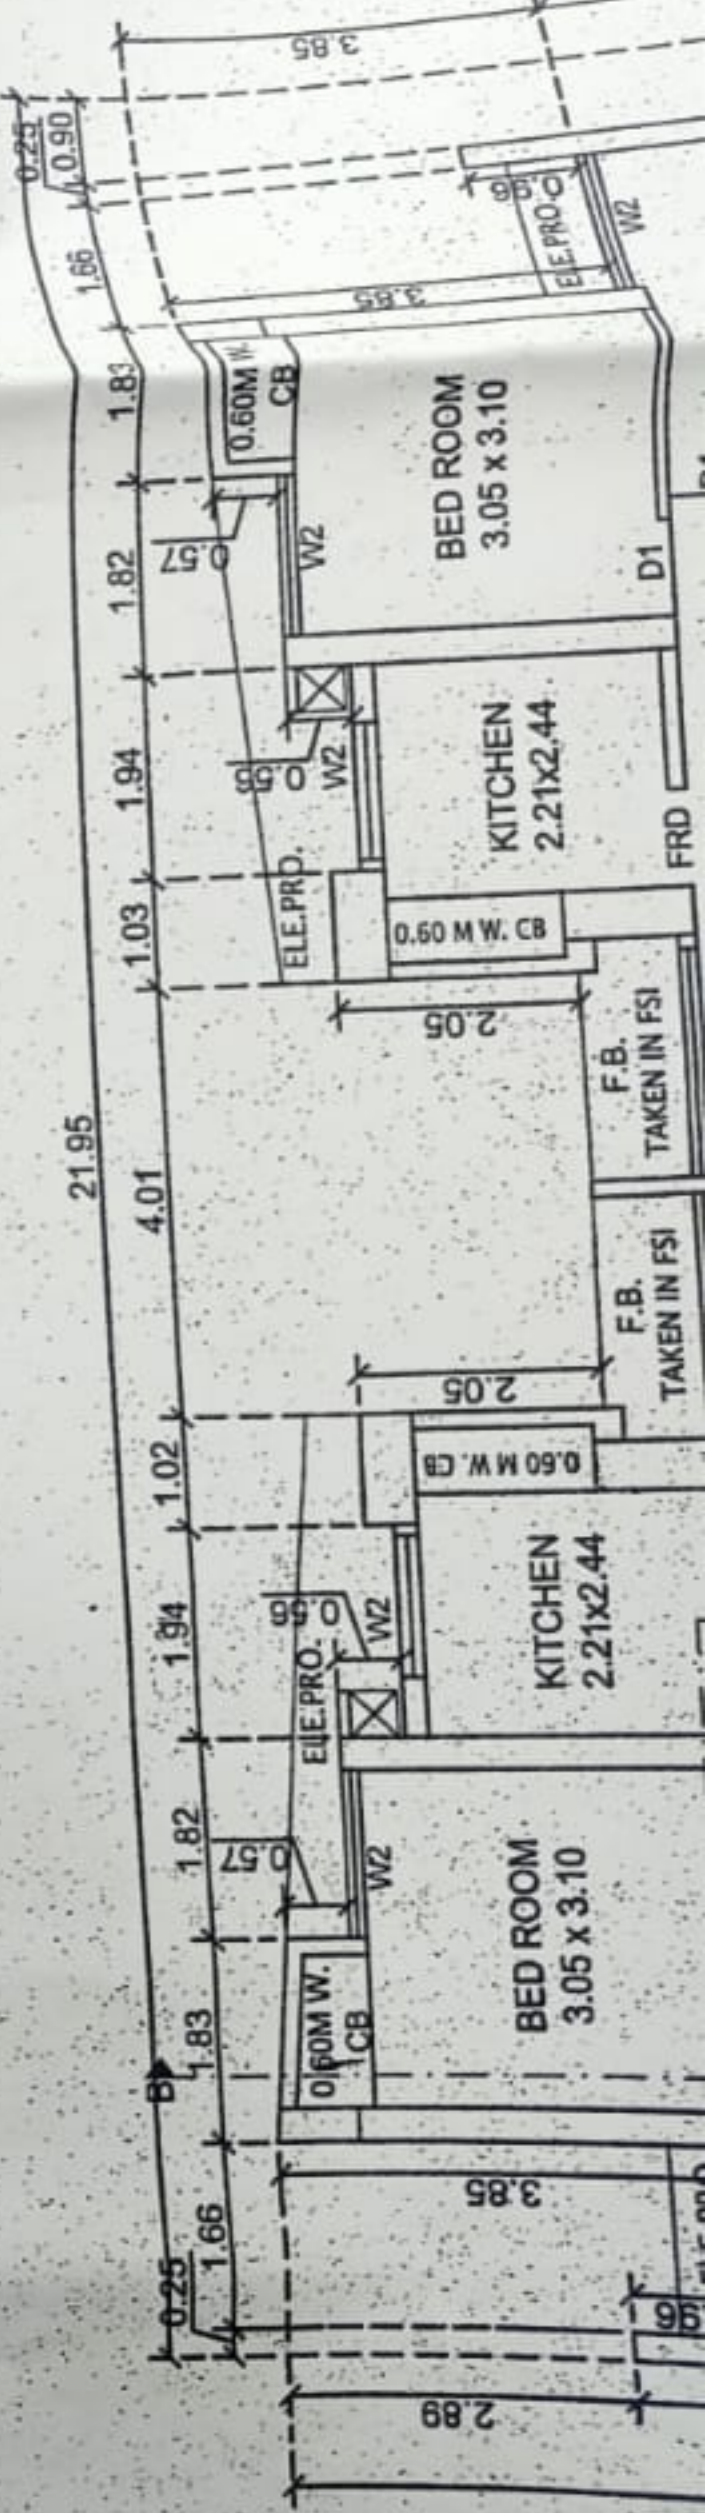 3.85
0.25
0.90
1.66
0.96
ELE.PRO.
W2
3.85
1.83
0.60M W.
CB
BED ROOM
3.05 x 3.10
0.57
W2
1.82
D1
1.94
W2
KITCHEN
2.21x2.44
FRD
ELE.PRO.
1.03
0.60 M W. CB
2.05
F.B.
TAKEN IN FSI
21.95
4.01
F.B.
TAKEN IN FSI
2.05
1.02
0.60 M W. CB
1.94
W2
KITCHEN
2.21x2.44
ELE.PRO.
1.82
0.57
W2
BED ROOM
3.05 x 3.10
1.83
0.60M W.
CB
B
3.85
1.66
0.25
2.89